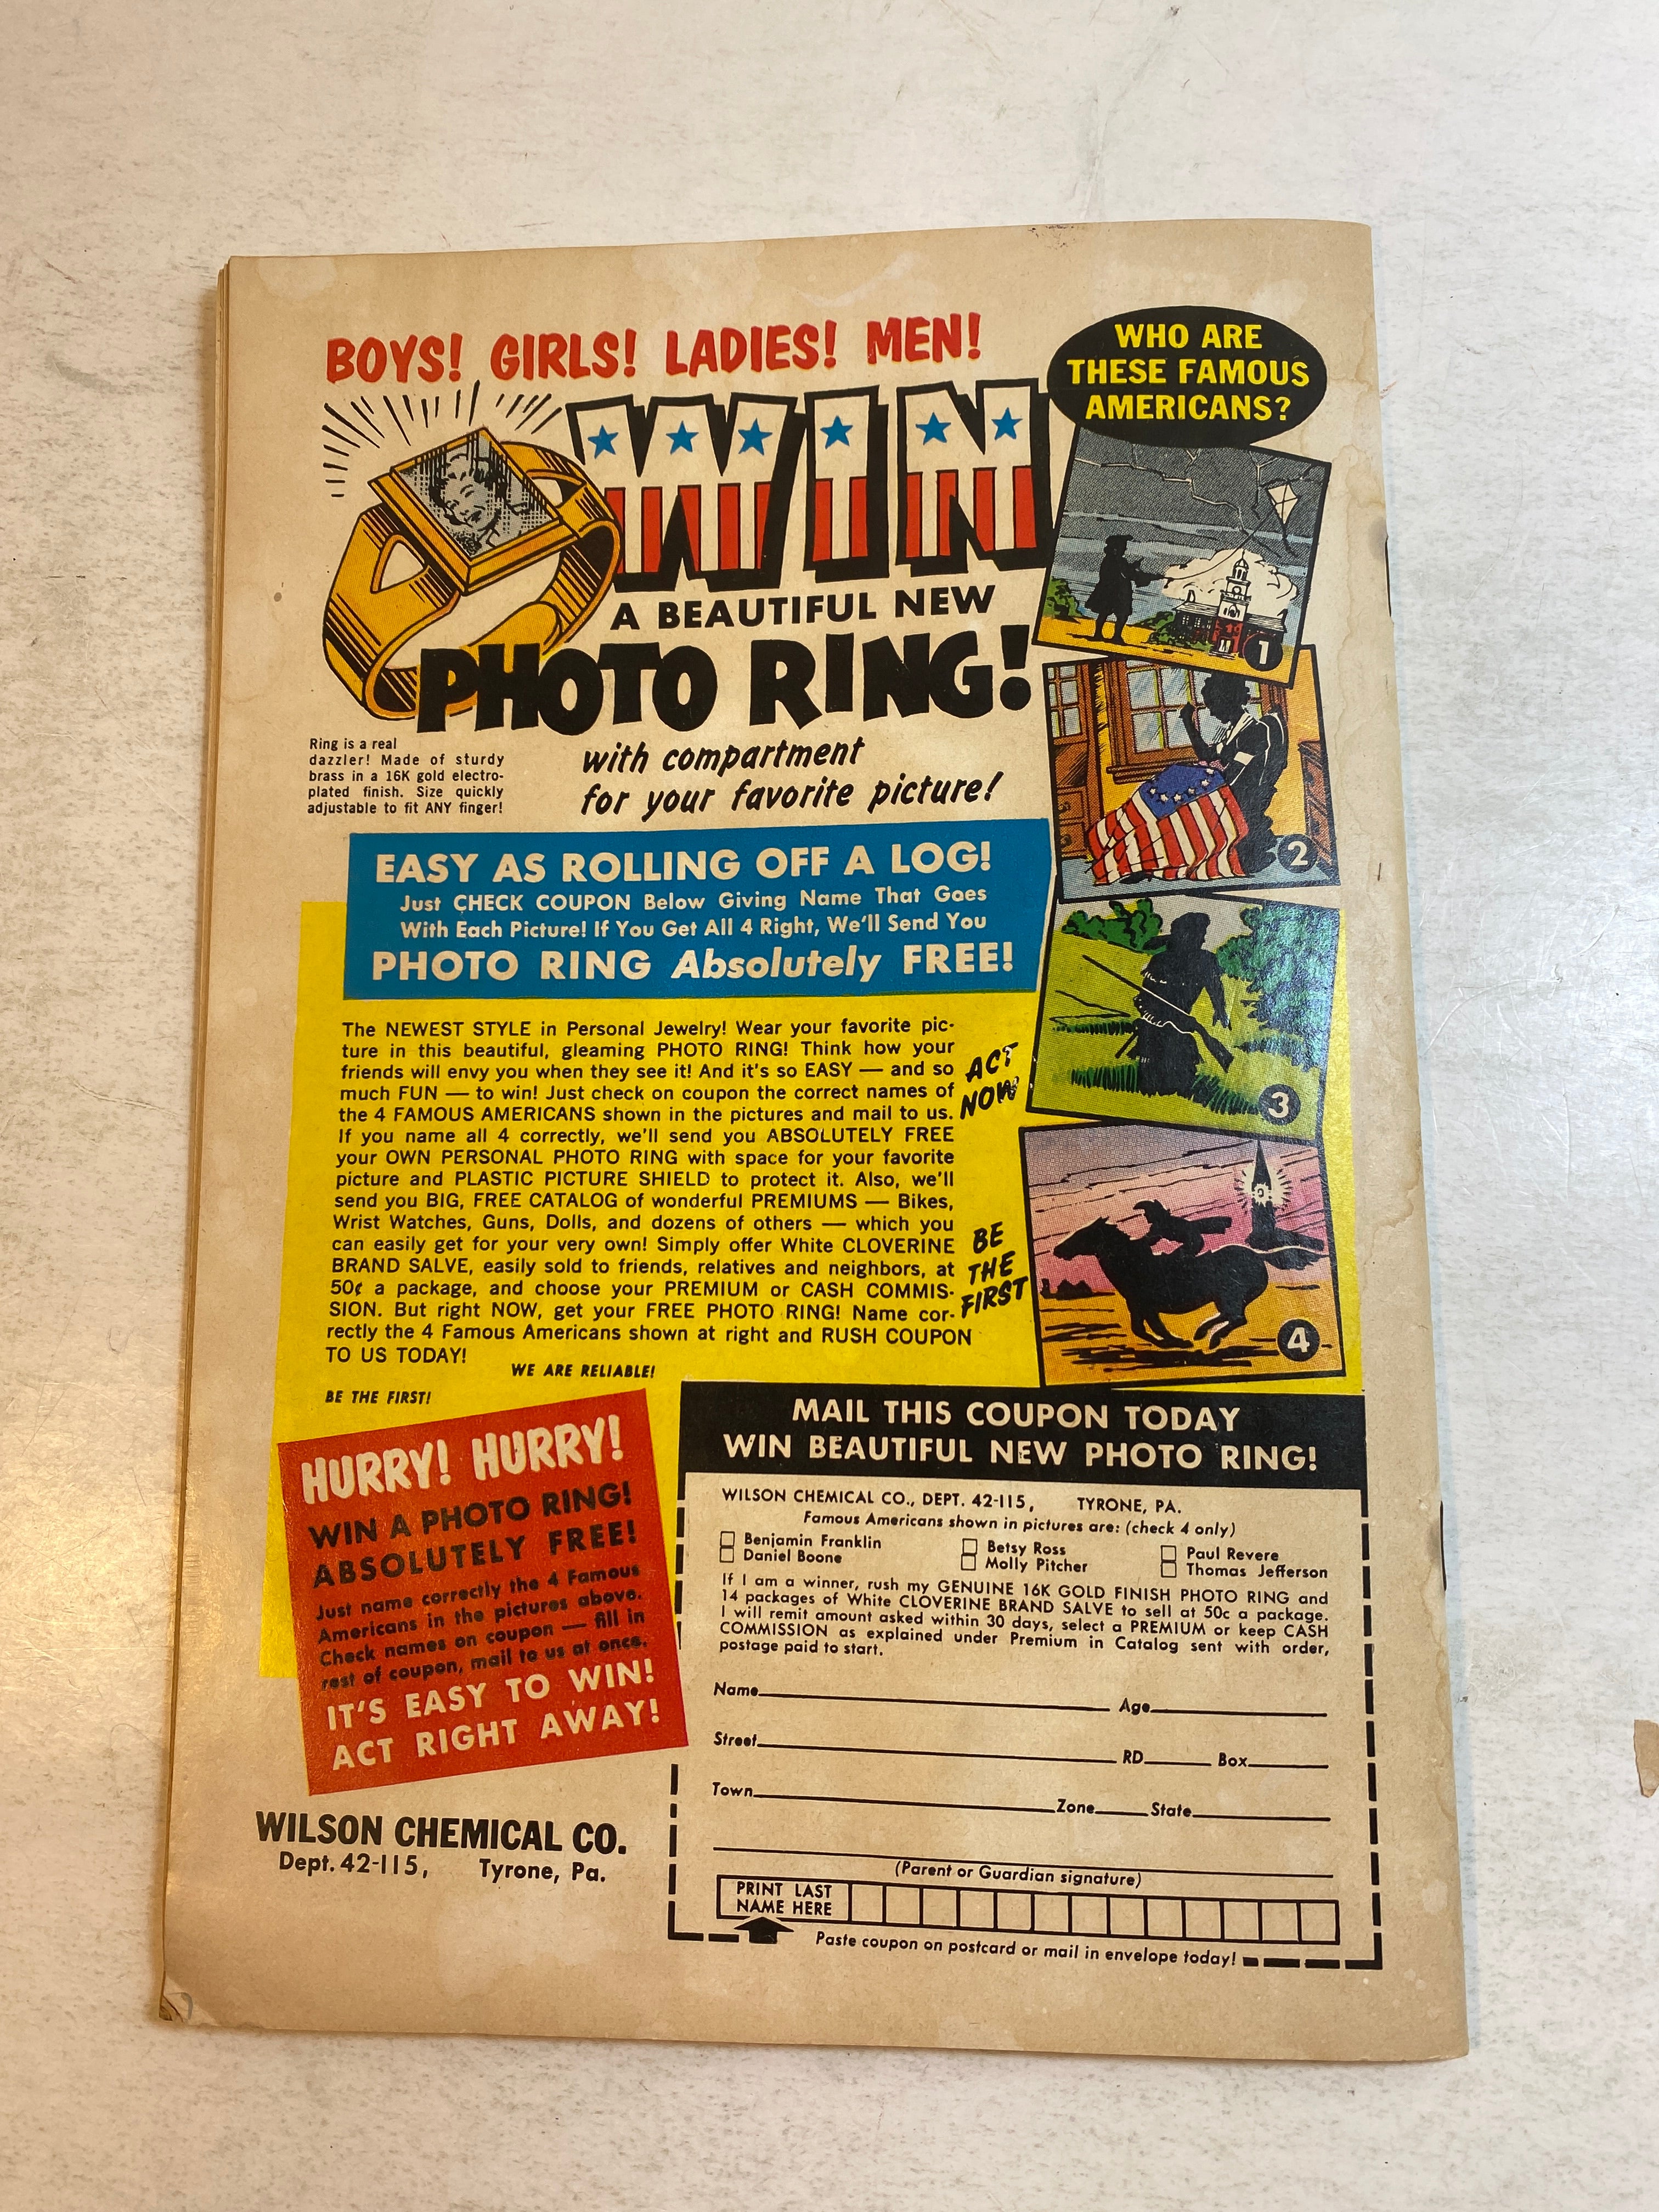 BOYS! GIRLS! LADIES! MEN!
WIN
A BEAUTIFUL NEW
PHOTO RING!
with compartment
for your favorite picture!
Ring is a real
dazzler! Made of sturdy
brass in a 16K gold electro-
plated finish. Size quickly
adjustable to fit ANY finger!
WHO ARE
THESE FAMOUS
AMERICANS?
1
2
3
4
EASY AS ROLLING OFF A LOG!
Just CHECK COUPON Below Giving Name That Goes
With Each Picture! If You Get All 4 Right, We'll Send You
PHOTO RING Absolutely FREE!
The NEWEST STYLE in Personal Jewelry! Wear your favorite pic-
ture in this beautiful, gleaming PHOTO RING! Think how your
friends will envy you when they see it! And it's so EASY — and so
much FUN — to win! Just check on coupon the correct names of
the 4 FAMOUS AMERICANS shown in the pictures and mail to us.
If you name all 4 correctly, we'll send you ABSOLUTELY FREE
your OWN PERSONAL PHOTO RING with space for your favorite
picture and PLASTIC PICTURE SHIELD to protect it. Also, we'll
send you BIG, FREE CATALOG of wonderful PREMIUMS — Bikes,
Wrist Watches, Guns, Dolls, and dozens of others — which you
can easily get for your very own! Simply offer White CLOVERINE
BRAND SALVE, easily sold to friends, relatives and neighbors, at
50¢ a package, and choose your PREMIUM or CASH COMMIS-
SION. But right NOW, get your FREE PHOTO RING! Name cor-
rectly the 4 Famous Americans shown at right and RUSH COUPON
TO US TODAY!
WE ARE RELIABLE!
BE THE FIRST!
ACT
NOW
BE
THE
FIRST
HURRY! HURRY!
WIN A PHOTO RING!
ABSOLUTELY FREE!
Just name correctly the 4 Famous
Americans in the pictures above.
Check names on coupon — fill in
rest of coupon, mail to us at once.
IT'S EASY TO WIN!
ACT RIGHT AWAY!
WILSON CHEMICAL CO.
Dept. 42-115, Tyrone, Pa.
MAIL THIS COUPON TODAY
WIN BEAUTIFUL NEW PHOTO RING!
WILSON CHEMICAL CO., DEPT. 42-115, TYRONE, PA.
Famous Americans shown in pictures are: (check 4 only)
Benjamin Franklin Betsy Ross Paul Revere
Daniel Boone Molly Pitcher Thomas Jefferson
If I am a winner, rush my GENUINE 16K GOLD FINISH PHOTO RING and
14 packages of White CLOVERINE BRAND SALVE to sell at 50c a package.
I will remit amount asked within 30 days, select a PREMIUM or keep CASH
COMMISSION as explained under Premium in Catalog sent with order,
postage paid to start.
Name Age
Street RD Box
Town Zone State
(Parent or Guardian signature)
PRINT LAST
NAME HERE
Paste coupon on postcard or mail in envelope today!